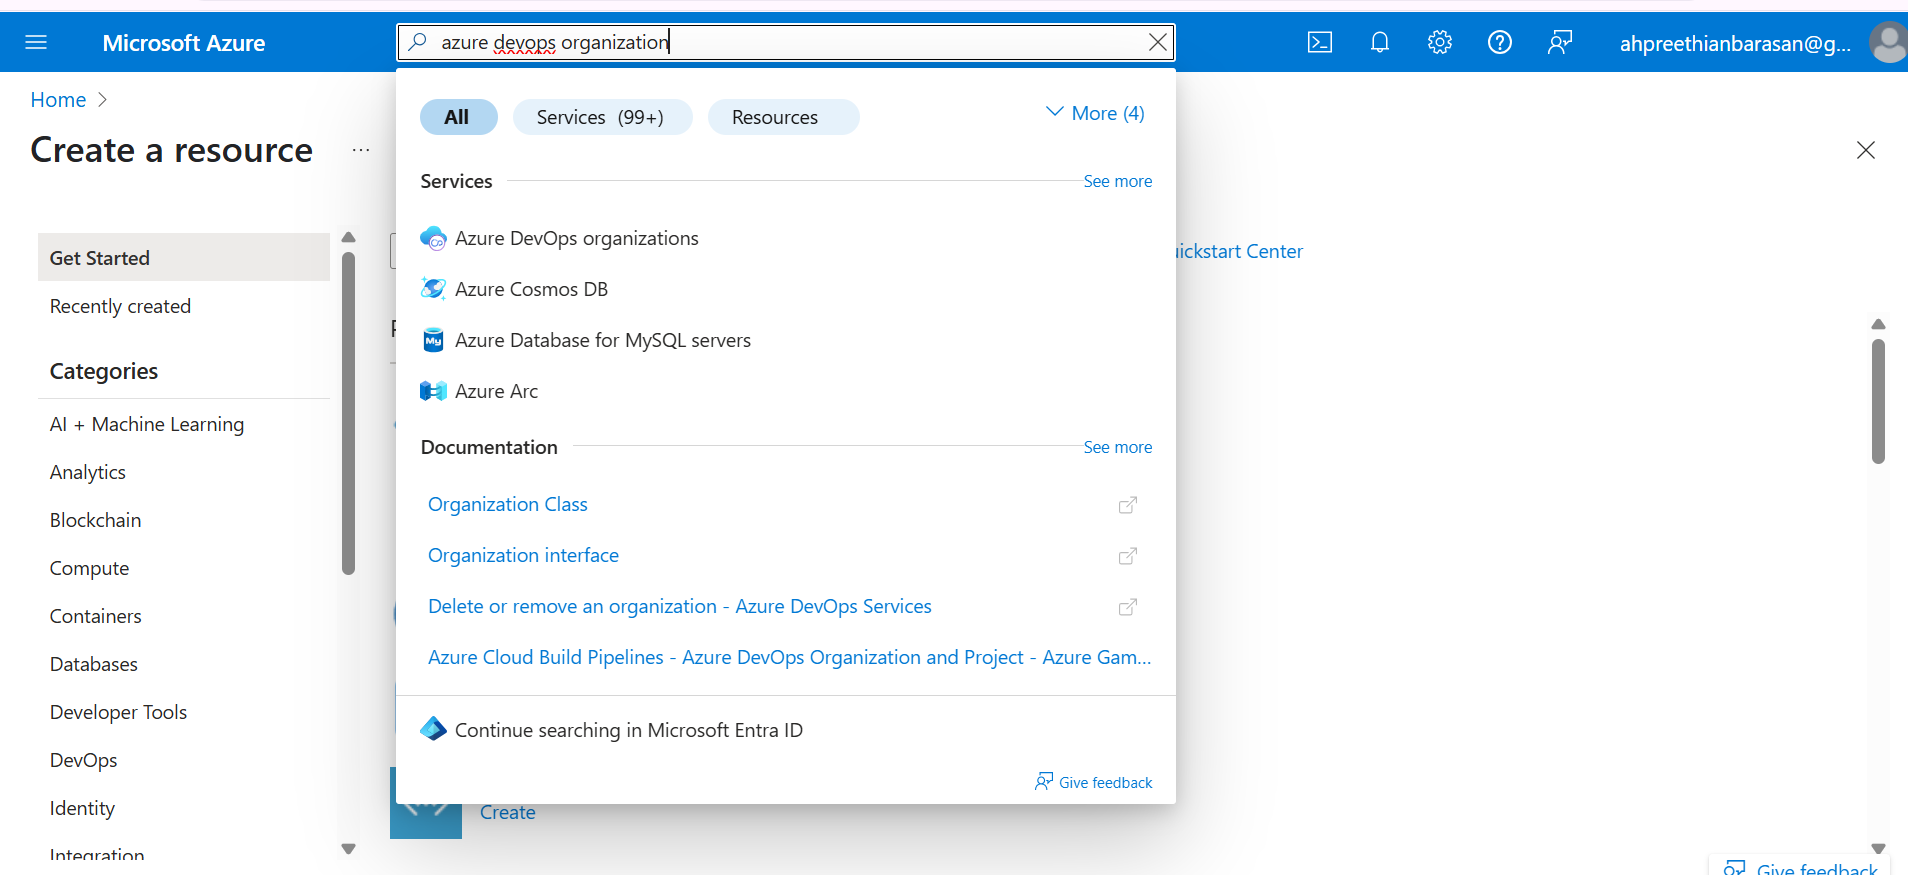 Microsoft Azure
azure devops organization
ahpreethianbarasan@g...
Home
Create a resource
...
All
Services (99+)
Resources
More (4)
Services
See more
Azure DevOps organizations
Azure Cosmos DB
Azure Database for MySQL servers
Azure Arc
Documentation
See more
Organization Class
Organization interface
Delete or remove an organization - Azure DevOps Services
Azure Cloud Build Pipelines - Azure DevOps Organization and Project - Azure Gam...
Continue searching in Microsoft Entra ID
Give feedback
Get Started
Recently created
Categories
AI + Machine Learning
Analytics
Blockchain
Compute
Containers
Databases
Developer Tools
DevOps
Identity
Integration
uickstart Center
Create
Give feedback